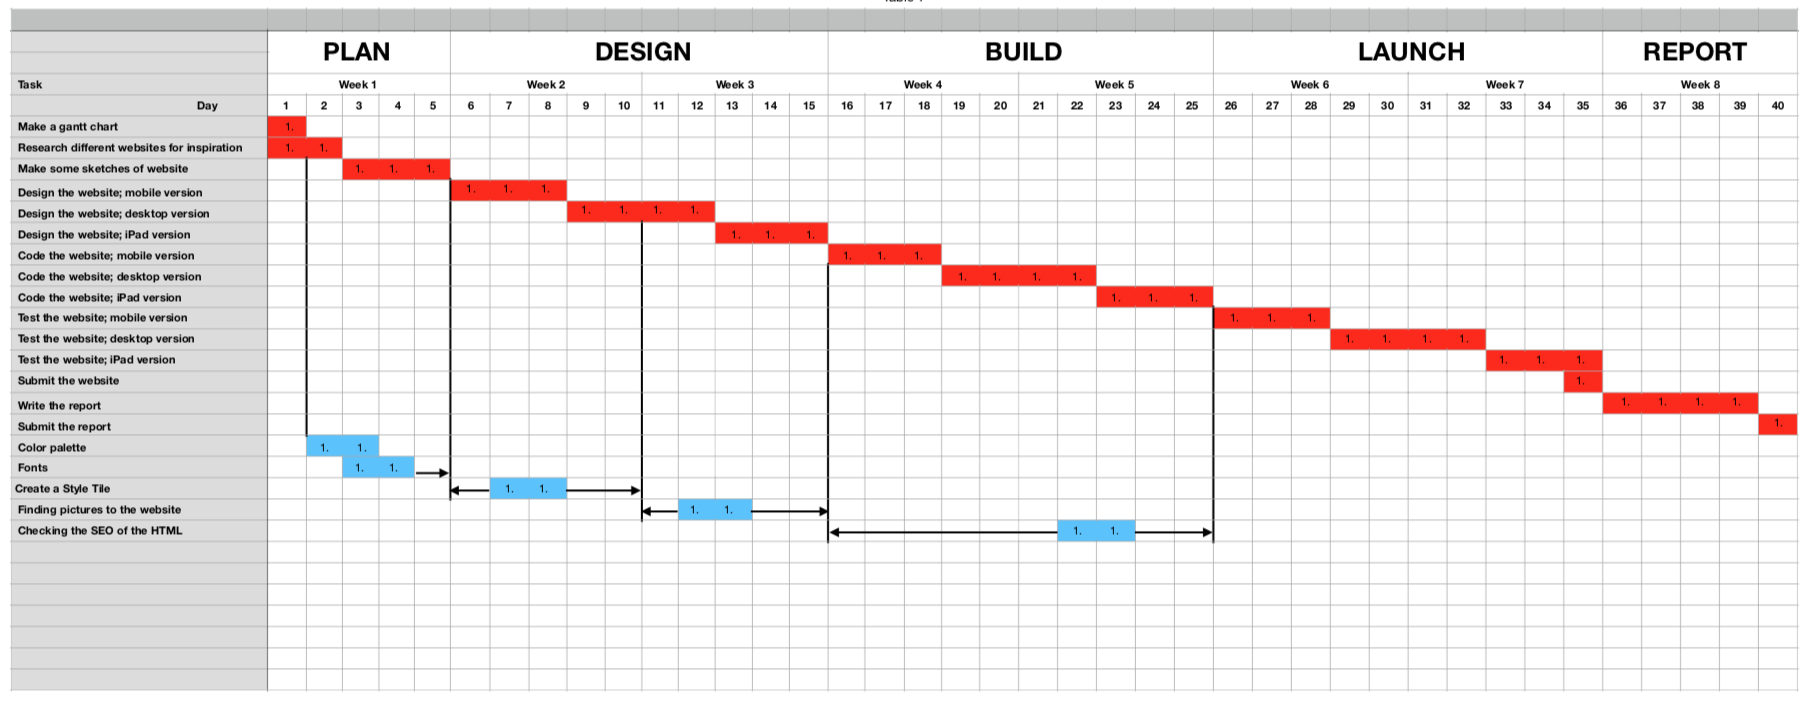 PLAN DESIGN BUILD LAUNCH REPORT
Task Week 1 Week 2 Week 3 Week 4 Week 5 Week 6 Week 7 Week 8
Day 1 2 3 4 5 6 7 8 9 10 11 12 13 14 15 16 17 18 19 20 21 22 23 24 25 26 27 28 29 30 31 32 33 34 35 36 37 38 39 40
Make a gantt chart 1.
Research different websites for inspiration 1. 1.
Make some sketches of website 1. 1. 1.
Design the website; mobile version 1. 1. 1.
Design the website; desktop version 1. 1. 1. 1.
Design the website; iPad version 1. 1. 1.
Code the website; mobile version 1. 1. 1.
Code the website; desktop version 1. 1. 1. 1.
Code the website; iPad version 1. 1. 1.
Test the website; mobile version 1. 1. 1.
Test the website; desktop version 1. 1. 1. 1.
Test the website; iPad version 1. 1. 1.
Submit the website 1.
Write the report 1. 1. 1. 1.
Submit the report 1.
Color palette 1. 1.
Fonts 1. 1.
Create a Style Tile 1. 1.
Finding pictures to the website 1. 1.
Checking the SEO of the HTML 1. 1.